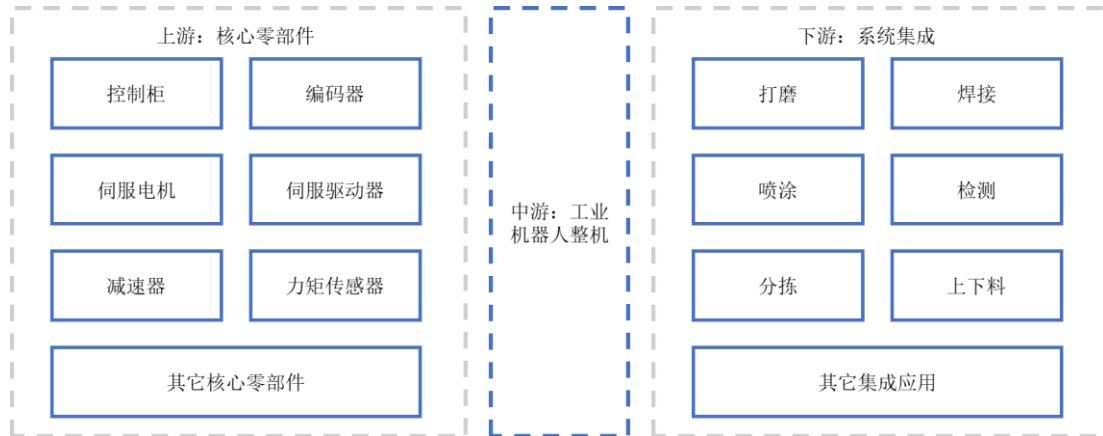 上游：核心零部件
控制柜
编码器
伺服电机
伺服驱动器
减速器
力矩传感器
其它核心零部件
中游：工业
机器人整机
下游：系统集成
打磨
焊接
喷涂
检测
分拣
上下料
其它集成应用